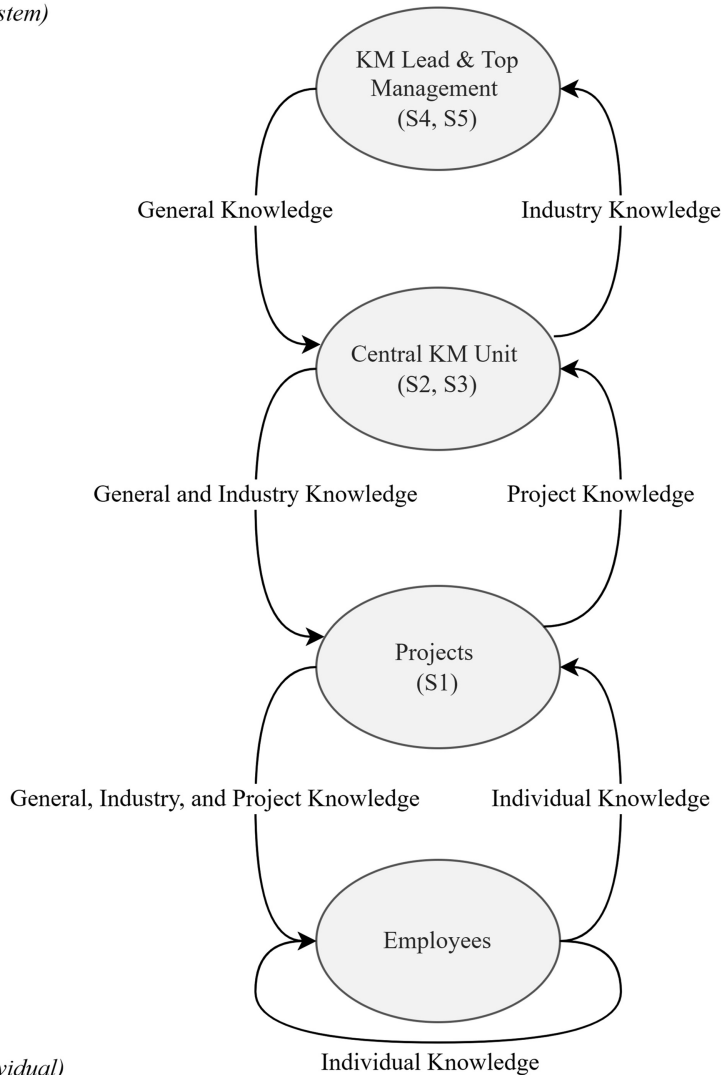 stem)
KM Lead & Top
Management
(S4, S5)
General Knowledge
Industry Knowledge
Central KM Unit
(S2, S3)
General and Industry Knowledge
Project Knowledge
Projects
(S1)
General, Industry, and Project Knowledge
Individual Knowledge
Employees
Individual Knowledge
vidual)